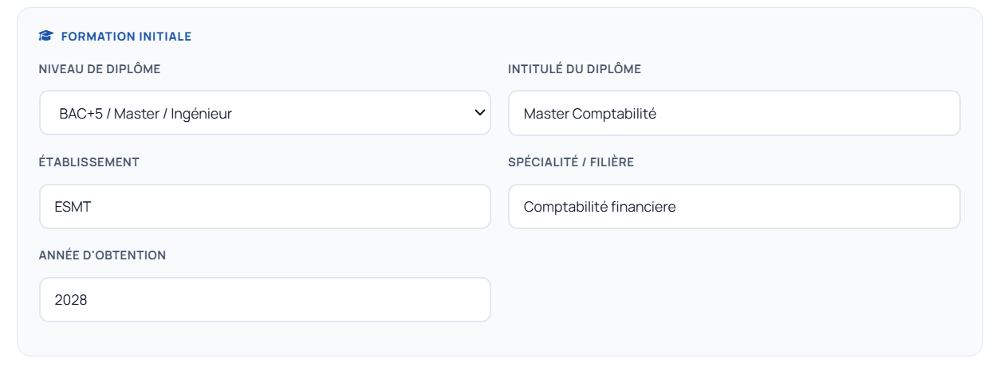 FORMATION INITIALE
NIVEAU DE DIPLÔME
INTITULÉ DU DIPLÔME
BAC+5 / Master / Ingénieur
Master Comptabilité
ÉTABLISSEMENT
SPÉCIALITÉ / FILIÈRE
ESMT
Comptabilité financiere
ANNÉE D'OBTENTION
2028